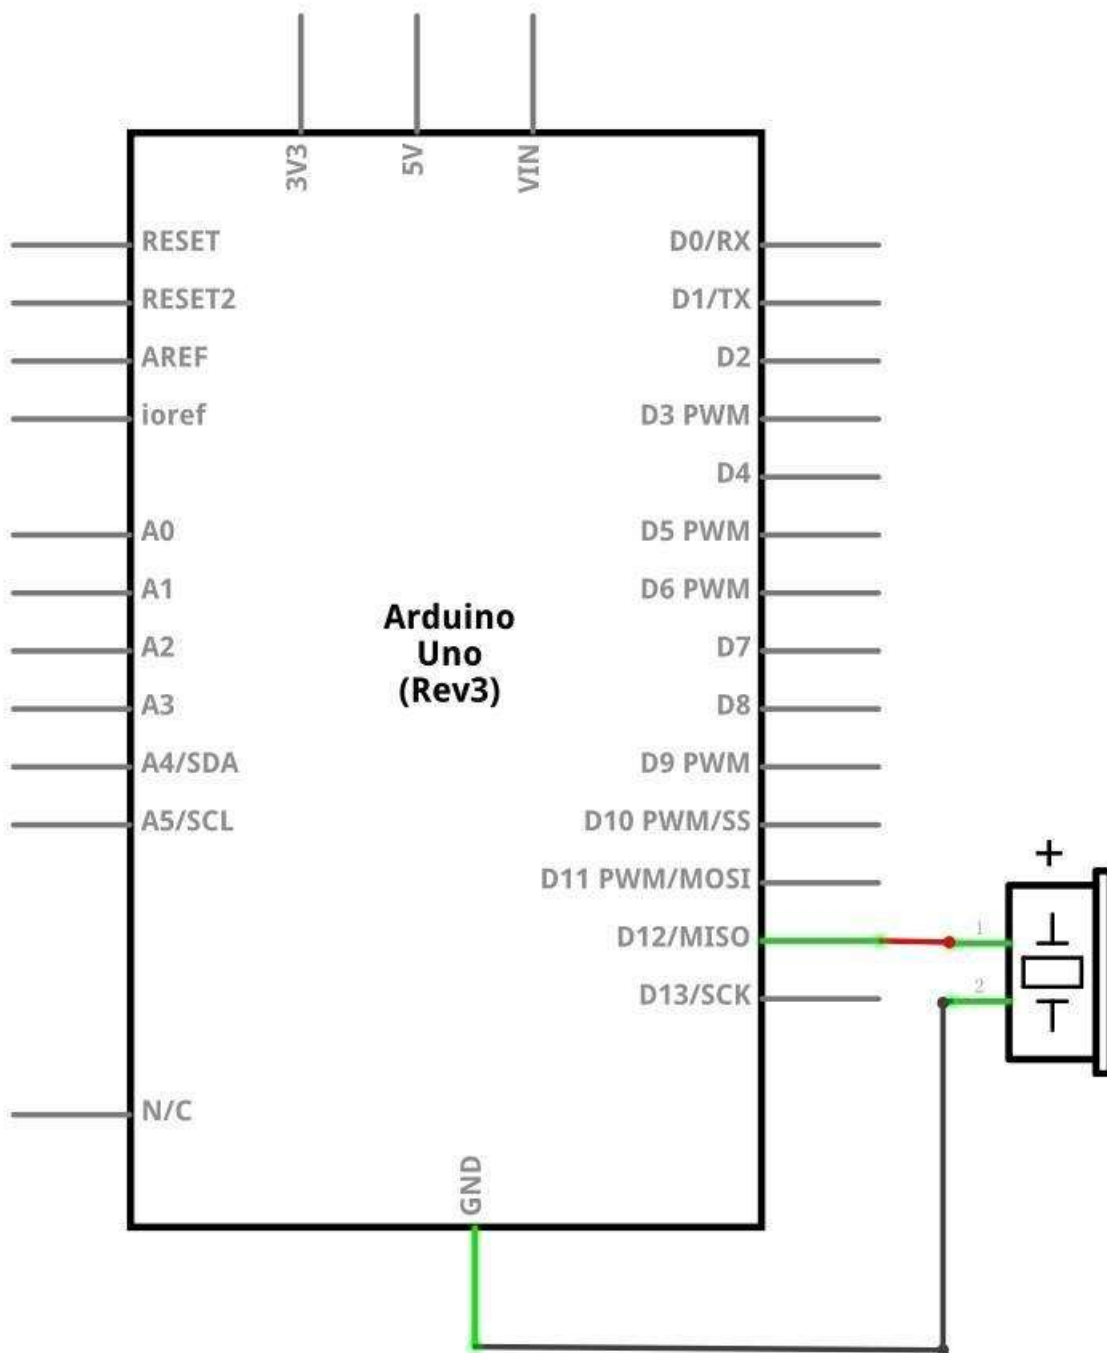 3V3
5V
VIN
RESET
RESET2
AREF
ioref
A0
A1
A2
A3
A4/SDA
A5/SCL
N/C
Arduino
Uno
(Rev3)
D0/RX
D1/TX
D2
D3 PWM
D4
D5 PWM
D6 PWM
D7
D8
D9 PWM
D10 PWM/SS
D11 PWM/MOSI
D12/MISO
D13/SCK
GND
+
1
2